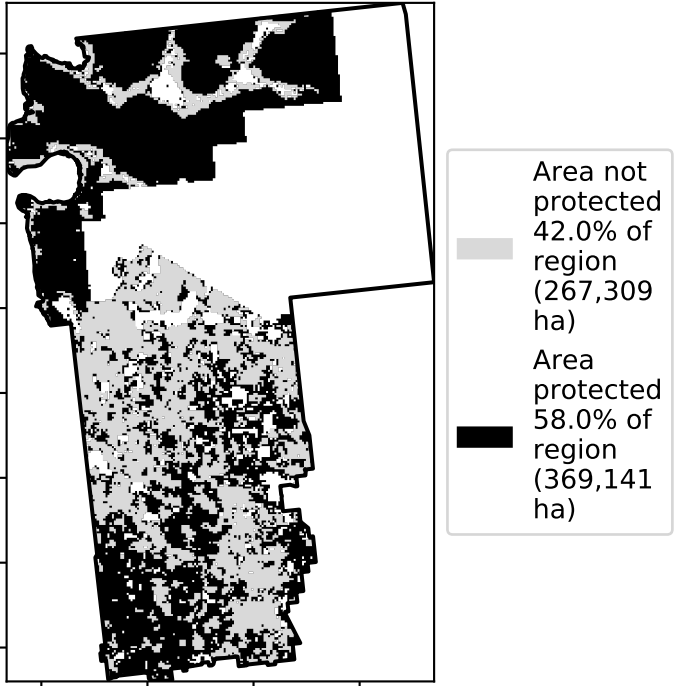 Area not
protected
42.0% of
region
(267,309
ha)
Area
protected
58.0% of
region
(369,141
ha)